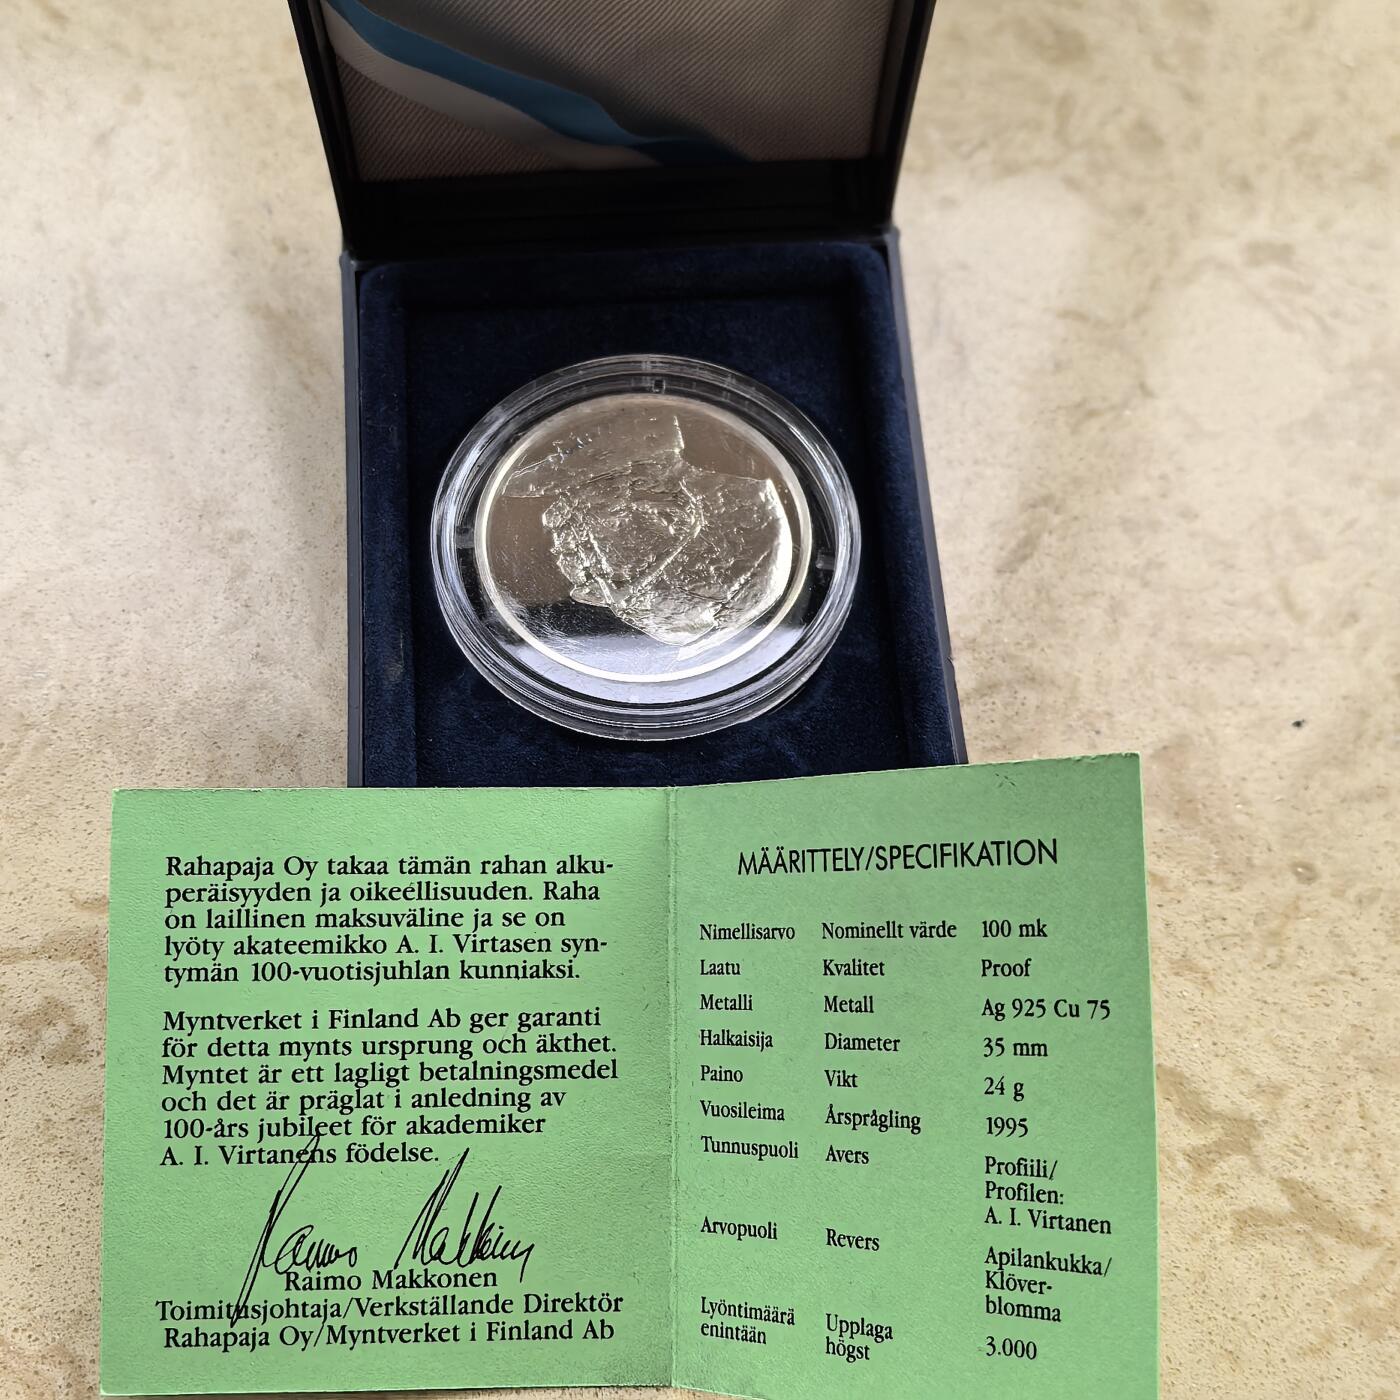 Rahapaja Oy takaa tämän rahan alku-
peräisyyden ja oikeellisuuden. Raha
on laillinen maksuväline ja se on
lyöty akateemikko A. I. Virtasen syn-
tymän 100-vuotisjuhlan kunniaksi.
Myntverket i Finland Ab ger garanti
för detta mynts ursprung och äkthet.
Myntet är ett lagligt betalningsmedel
och det är präglat i anledning av
100-års jubileet för akademiker
A. I. Virtanens födelse.
Raimo Makkonen
Raimo Makkonen
Toimitusjohtaja/Verkställande Direktör
Rahapaja Oy/Myntverket i Finland Ab
MÄÄRITTELY/SPECIFIKATION
Nimellisarvo Nominellt värde 100 mk
Laatu Kvalitet Proof
Metalli Metall Ag 925 Cu 75
Halkaisija Diameter 35 mm
Paino Vikt 24 g
Vuosileima Årsprågling 1995
Tunnuspuoli Avers Profiili/
Profilen:
A. I. Virtanen
Arvopuoli Revers Apilankukka/
Klöver-
blomma
Lyöntimäärä Upplaga 3.000
enintään högst